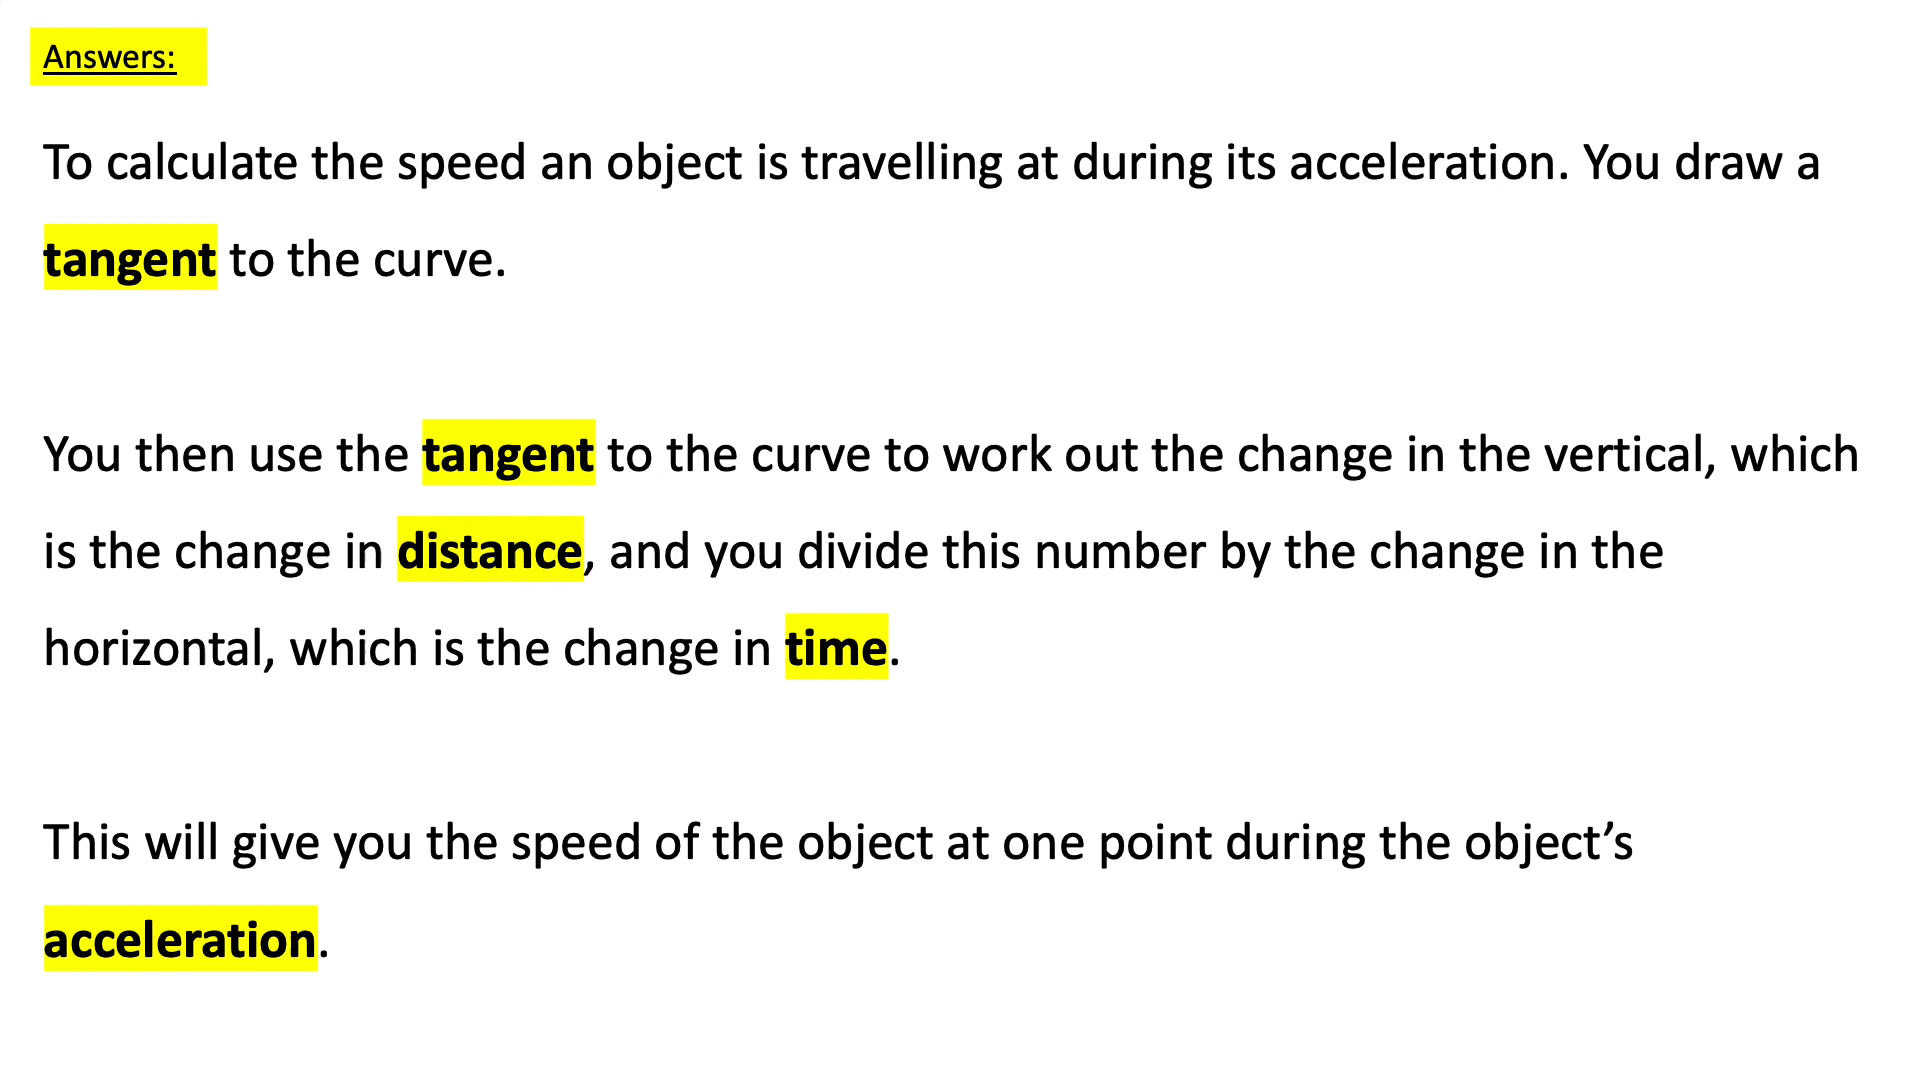 Answers:
To calculate the speed an object is travelling at during its acceleration. You draw a
tangent to the curve.
You then use the tangent to the curve to work out the change in the vertical, which
is the change in distance, and you divide this number by the change in the
horizontal, which is the change in time.
This will give you the speed of the object at one point during the object’s
acceleration.